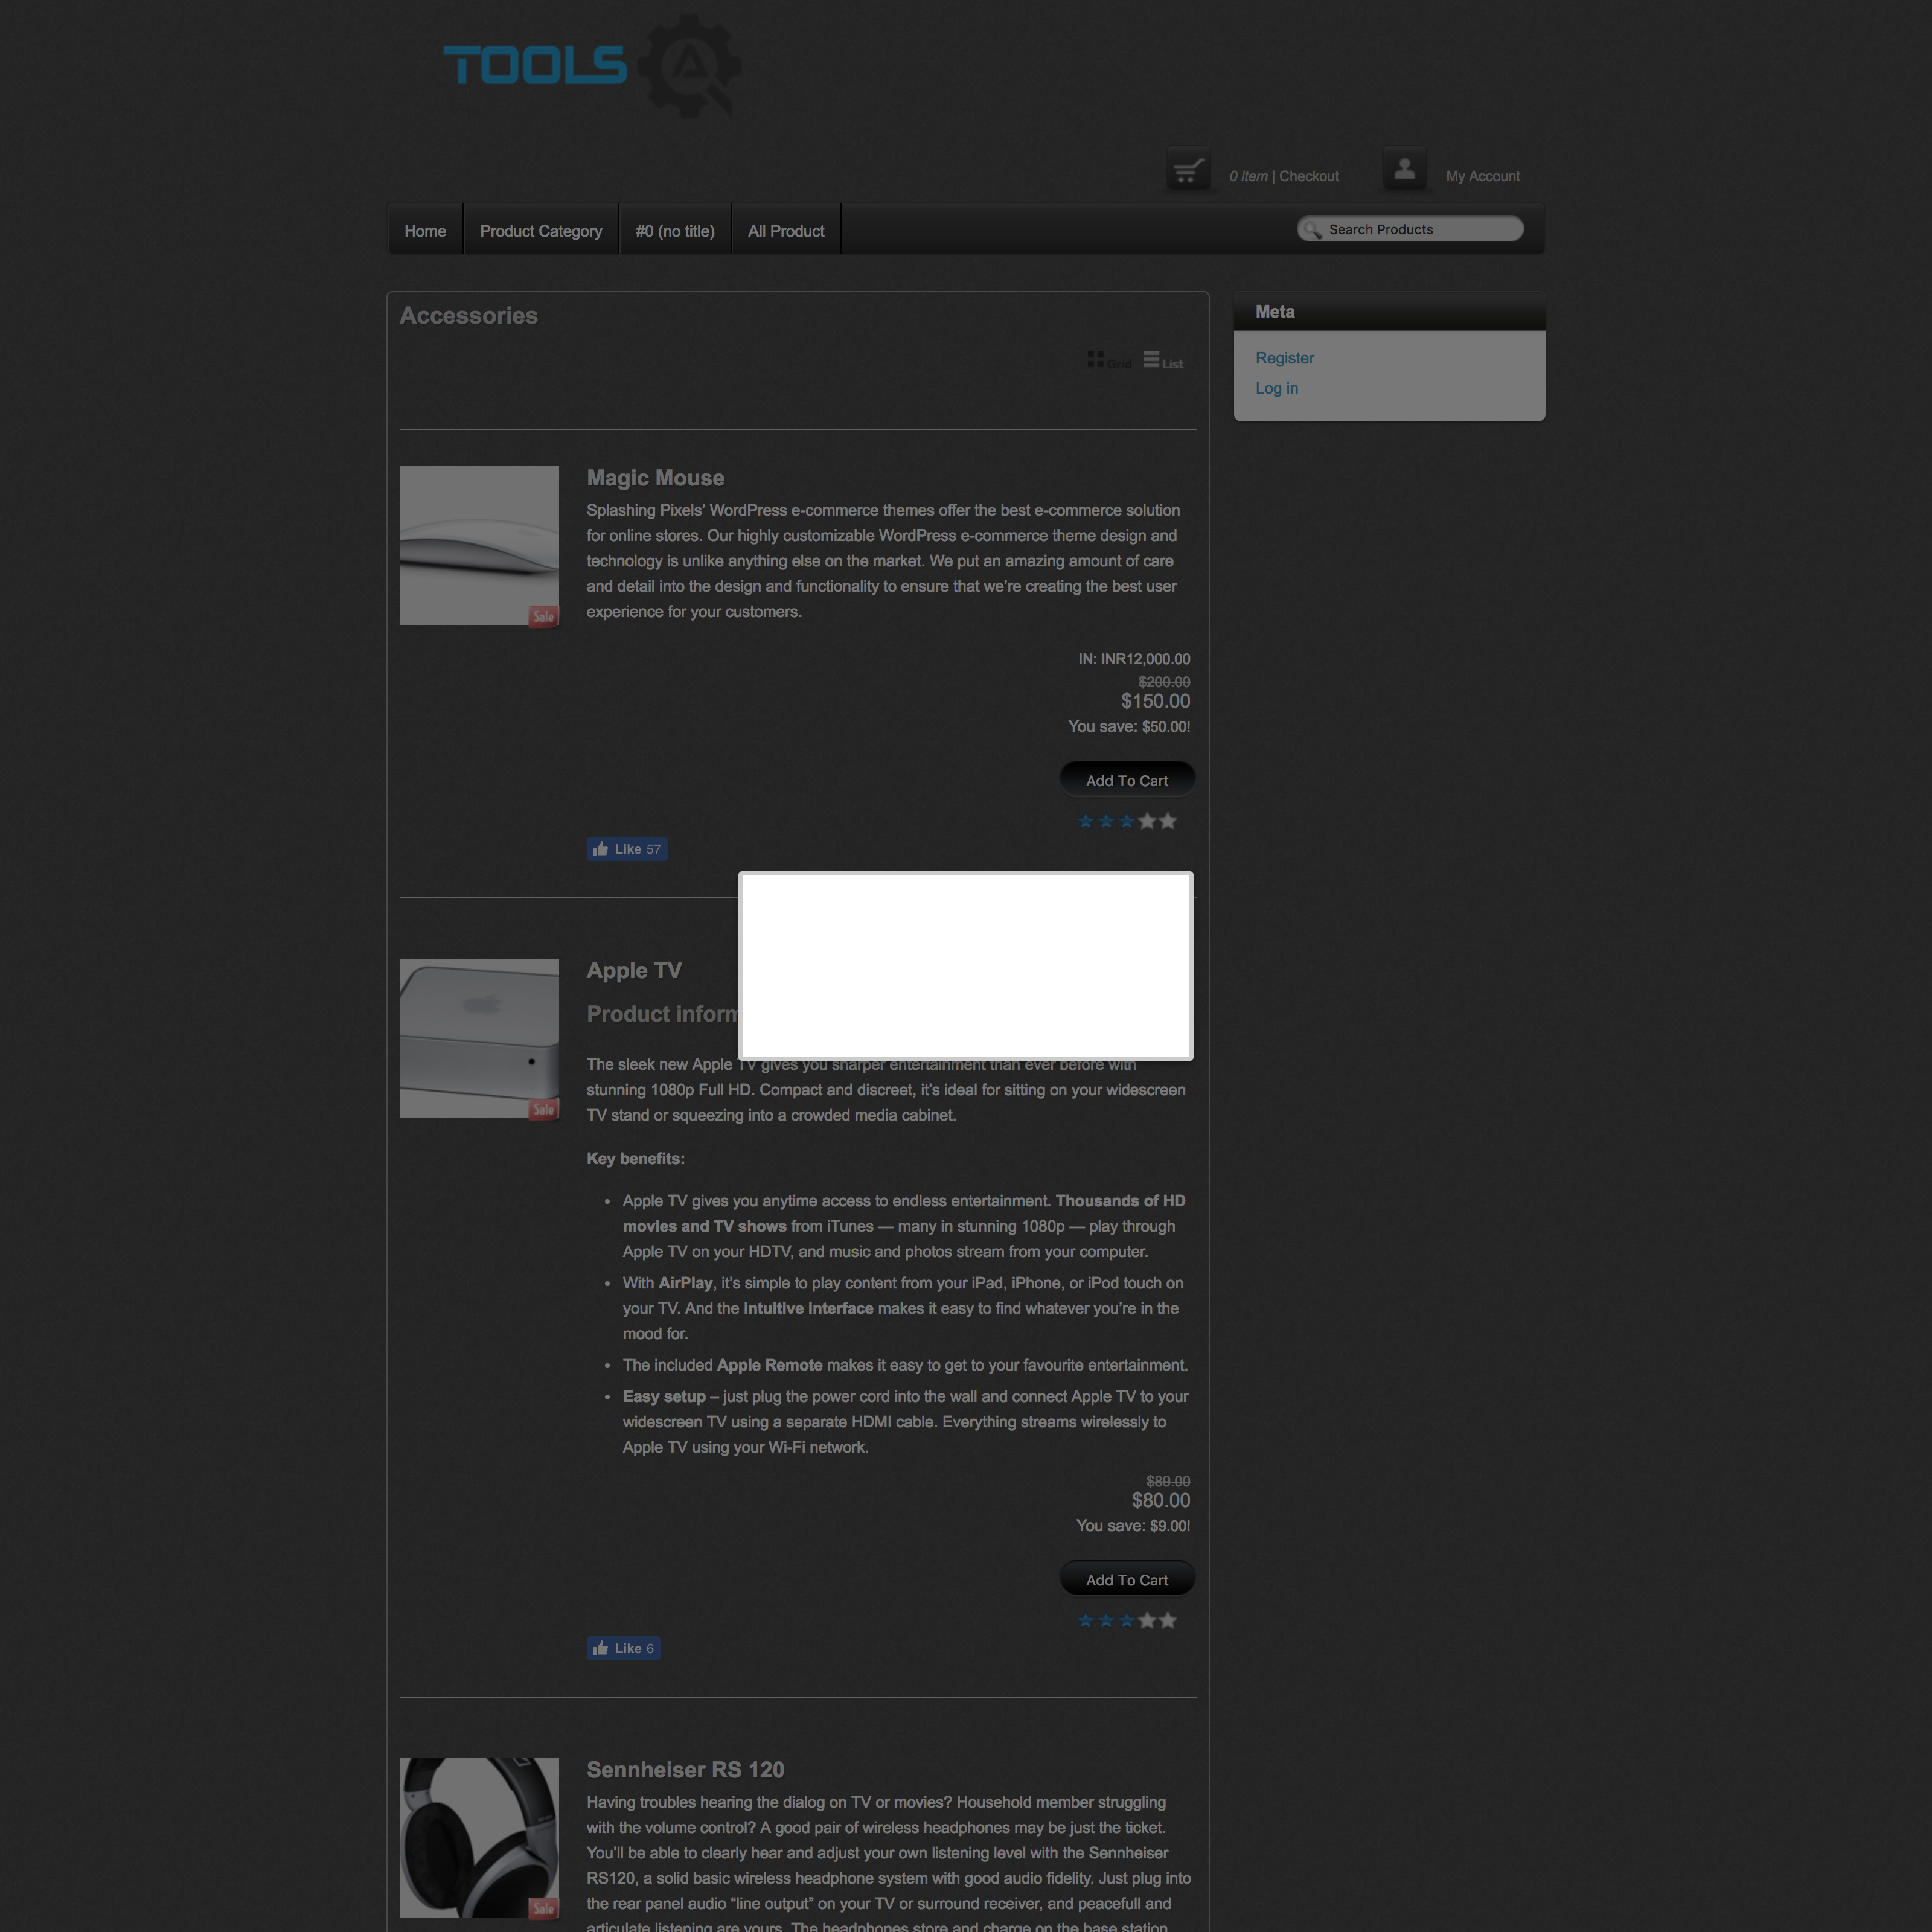 TOOLS
0 item | Checkout
My Account
Home
Product Category
#0 (no title)
All Product
Search Products
Accessories
Grid
List
Meta
Register
Log in
Magic Mouse
Splashing Pixels’ WordPress e-commerce themes offer the best e-commerce solution
for online stores. Our highly customizable WordPress e-commerce theme design and
technology is unlike anything else on the market. We put an amazing amount of care
and detail into the design and functionality to ensure that we’re creating the best user
experience for your customers.
Sale
IN: INR12,000.00
$200.00
$150.00
You save: $50.00!
Add To Cart
Like 57
Apple TV
Product inform
The sleek new Apple TV gives you sharper entertainment than ever before with
stunning 1080p Full HD. Compact and discreet, it’s ideal for sitting on your widescreen
TV stand or squeezing into a crowded media cabinet.
Sale
Key benefits:
• Apple TV gives you anytime access to endless entertainment. Thousands of HD
movies and TV shows from iTunes — many in stunning 1080p — play through
Apple TV on your HDTV, and music and photos stream from your computer.
• With AirPlay, it’s simple to play content from your iPad, iPhone, or iPod touch on
your TV. And the intuitive interface makes it easy to find whatever you’re in the
mood for.
• The included Apple Remote makes it easy to get to your favourite entertainment.
• Easy setup – just plug the power cord into the wall and connect Apple TV to your
widescreen TV using a separate HDMI cable. Everything streams wirelessly to
Apple TV using your Wi-Fi network.
$89.00
$80.00
You save: $9.00!
Add To Cart
Like 6
Sennheiser RS 120
Having troubles hearing the dialog on TV or movies? Household member struggling
with the volume control? A good pair of wireless headphones may be just the ticket.
You’ll be able to clearly hear and adjust your own listening level with the Sennheiser
RS120, a solid basic wireless headphone system with good audio fidelity. Just plug into
the rear panel audio “line output” on your TV or surround receiver, and peacefull and
articulate listening are yours. The headphones store and charge on the base station
Sale